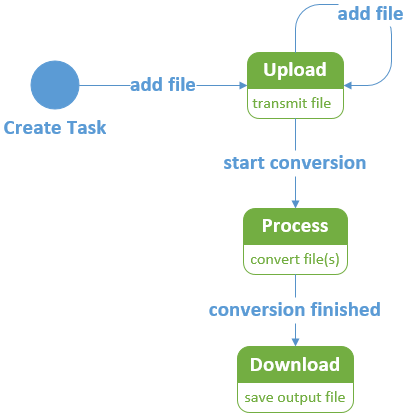 add file
Upload
add file
transmit file
Create Task
start conversion
Process
convert file(s)
conversion finished
Download
save output file